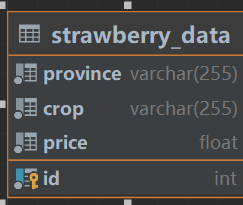 strawberry_data
province varchar(255)
crop varchar(255)
price float
id int